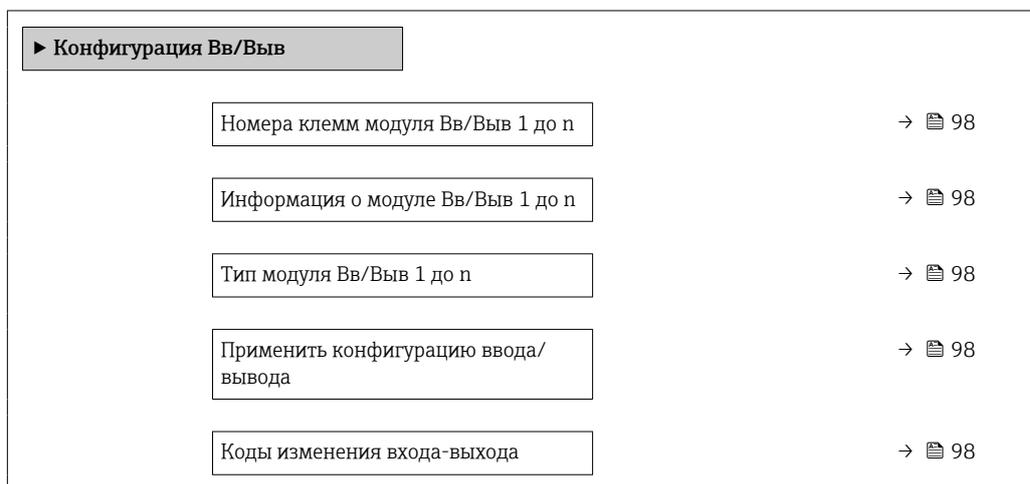 ► Конфигурация Вв/Выв
Номера клемм модуля Вв/Выв 1 до n → 98
Информация о модуле Вв/Выв 1 до n → 98
Тип модуля Вв/Выв 1 до n → 98
Применить конфигурацию ввода/ → 98
вывода
Коды изменения входа-выхода → 98